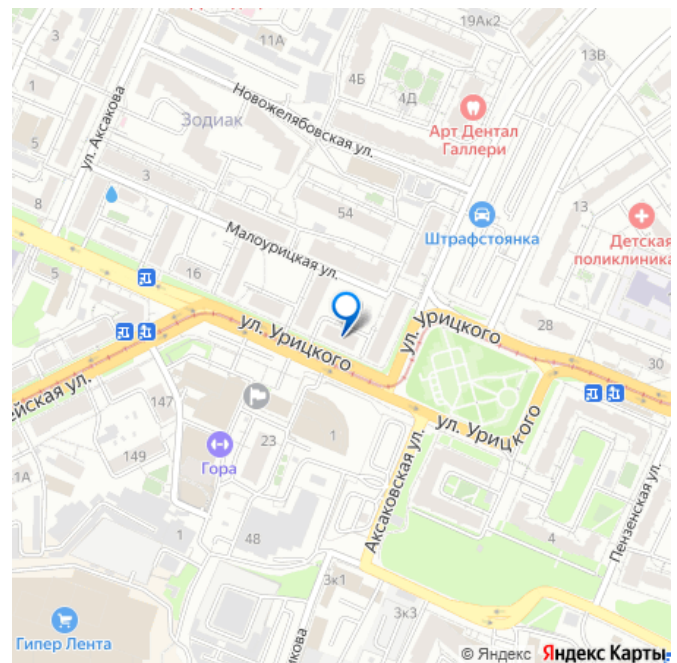 19Ак2
3
11А
13В
1
4Б
4Д
Новожелябовская ул.
Арт Дентал
Галлери
Зодиак
ул. Аксакова
5
3
8
54
13
Штрафстоянка
Детская
поликлиника
Малоурицкая ул.
5
16
ул. Урицкого
ул. Урицкого
28
30
ейская ул.
147
ул. Урицкого
23
1
149
Гора
1А
Аксаковская ул.
Пензенская ул.
1
48
4
3к1
3к3
Гипер Лента
кова
© Яндекс Яндекс Карты